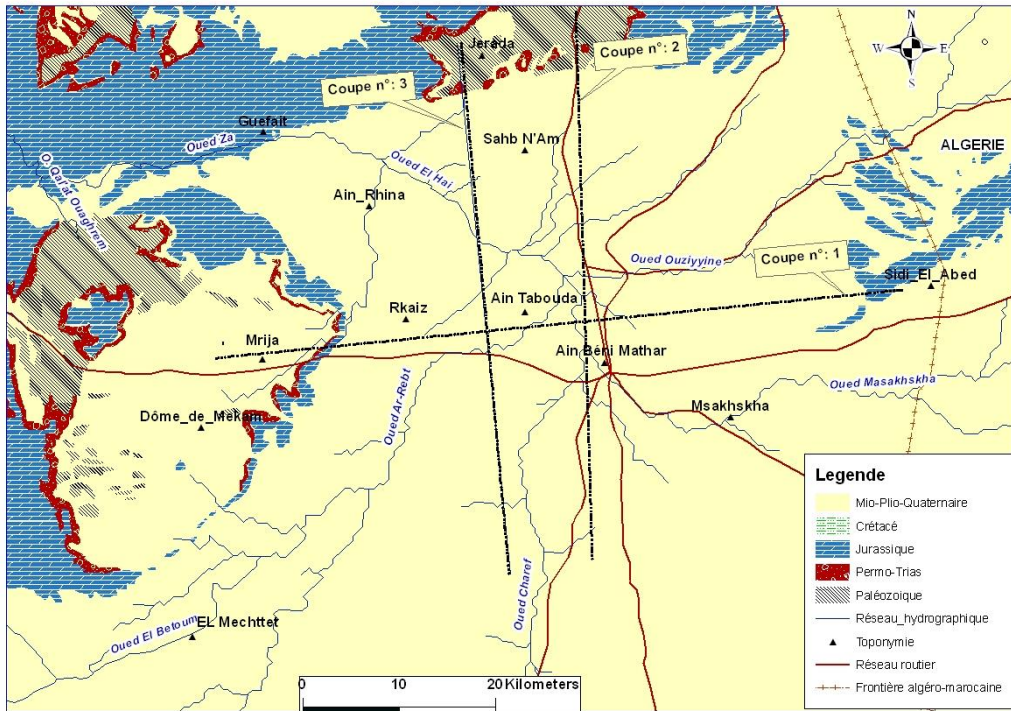 N
W E
S
Jerada
Coupe n°: 2
Coupe n°: 3
Guefait
Oued Za
Sahb N'Am
ALGERIE
O. Qal'at Ouaghrem
Oued El Hai
Ain_Rhina
Oued Ouziyyine
Coupe n°: 1
Sidi_El_Abed
Ain Tabouda
Rkaiz
Mrija
Ain Béni Mathar
Oued Masakhskha
Oued Ar-Rebt
Msakhskha
Dôme_de_Mekam
Oued Charef
Oued El Betoum
EL Mechttet
0 10 20 Kilometers
Legende
Mio-Plio-Quaternaire
Crétacé
Jurassique
Permo-Trias
Paléozoique
Réseau_hydrographique
Toponymie
Réseau routier
Frontière algéro-marocaine